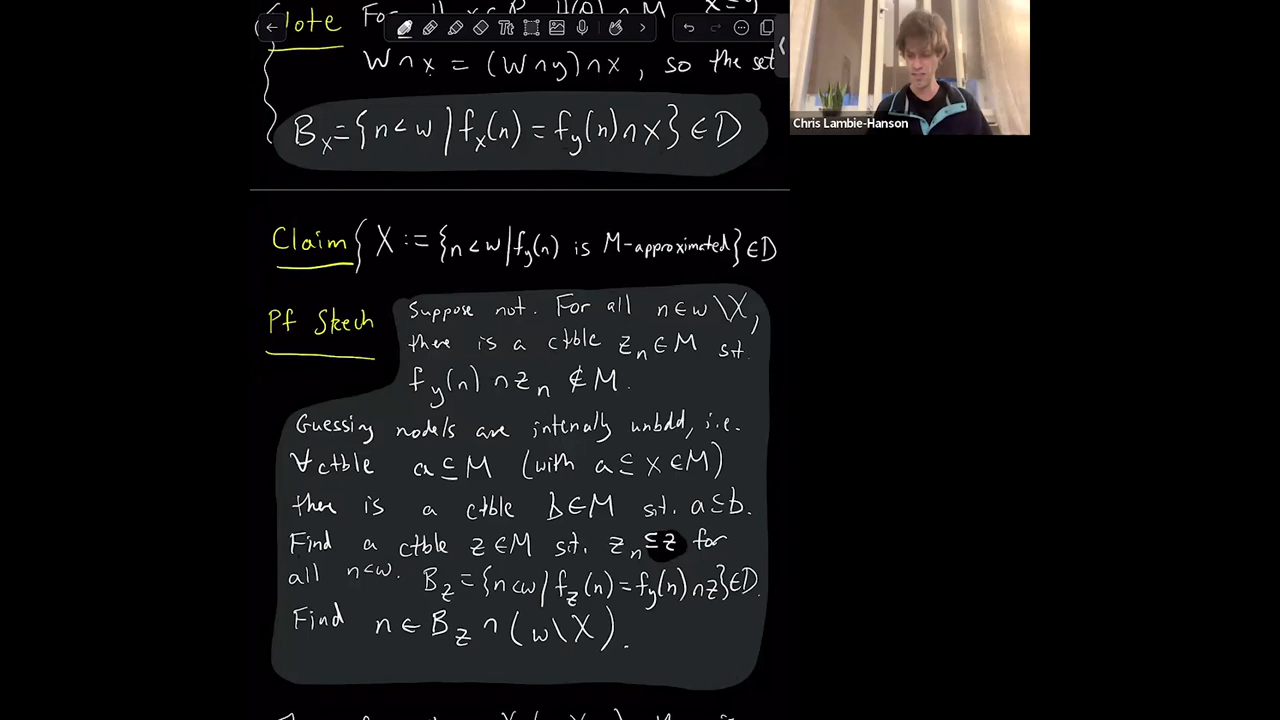 Note
W ∩ x = (W ∩ y) ∩ x, so the set
B_x = {n < ω | f_x(n) = f_y(n) ∩ x} ∈ D
Chris Lambie-Hanson
Claim { X := {n < ω | f_y(n) is M-approximated} ∈ D
Pf Skech
Suppose not. For all n ∈ ω \ X,
there is a ctble z_n ∈ M s.t.
f_y(n) ∩ z_n ∉ M.
Guessing models are internally unbdd, i.e.
∀ ctble a ⊆ M (with a ⊆ X ∈ M)
there is a ctble b ∈ M s.t. a ⊆ b.
Find a ctble z ∈ M s.t. z_n ⊆ z for
all n < ω. B_z = {n < ω | f_z(n) = f_y(n) ∩ z} ∈ D.
Find n ∈ B_z ∩ (ω \ X).